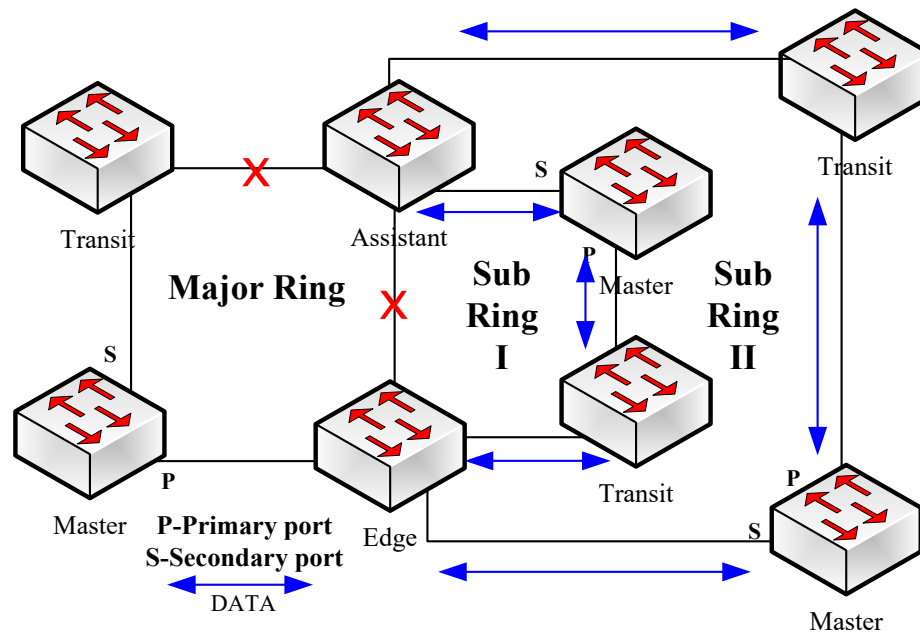 Transit
S
Transit
Assistant
P
Master
Major Ring
Sub
Ring
I
Sub
Ring
II
S
P
Master
P-Primary port
S-Secondary port
DATA
Edge
Transit
P
S
Master